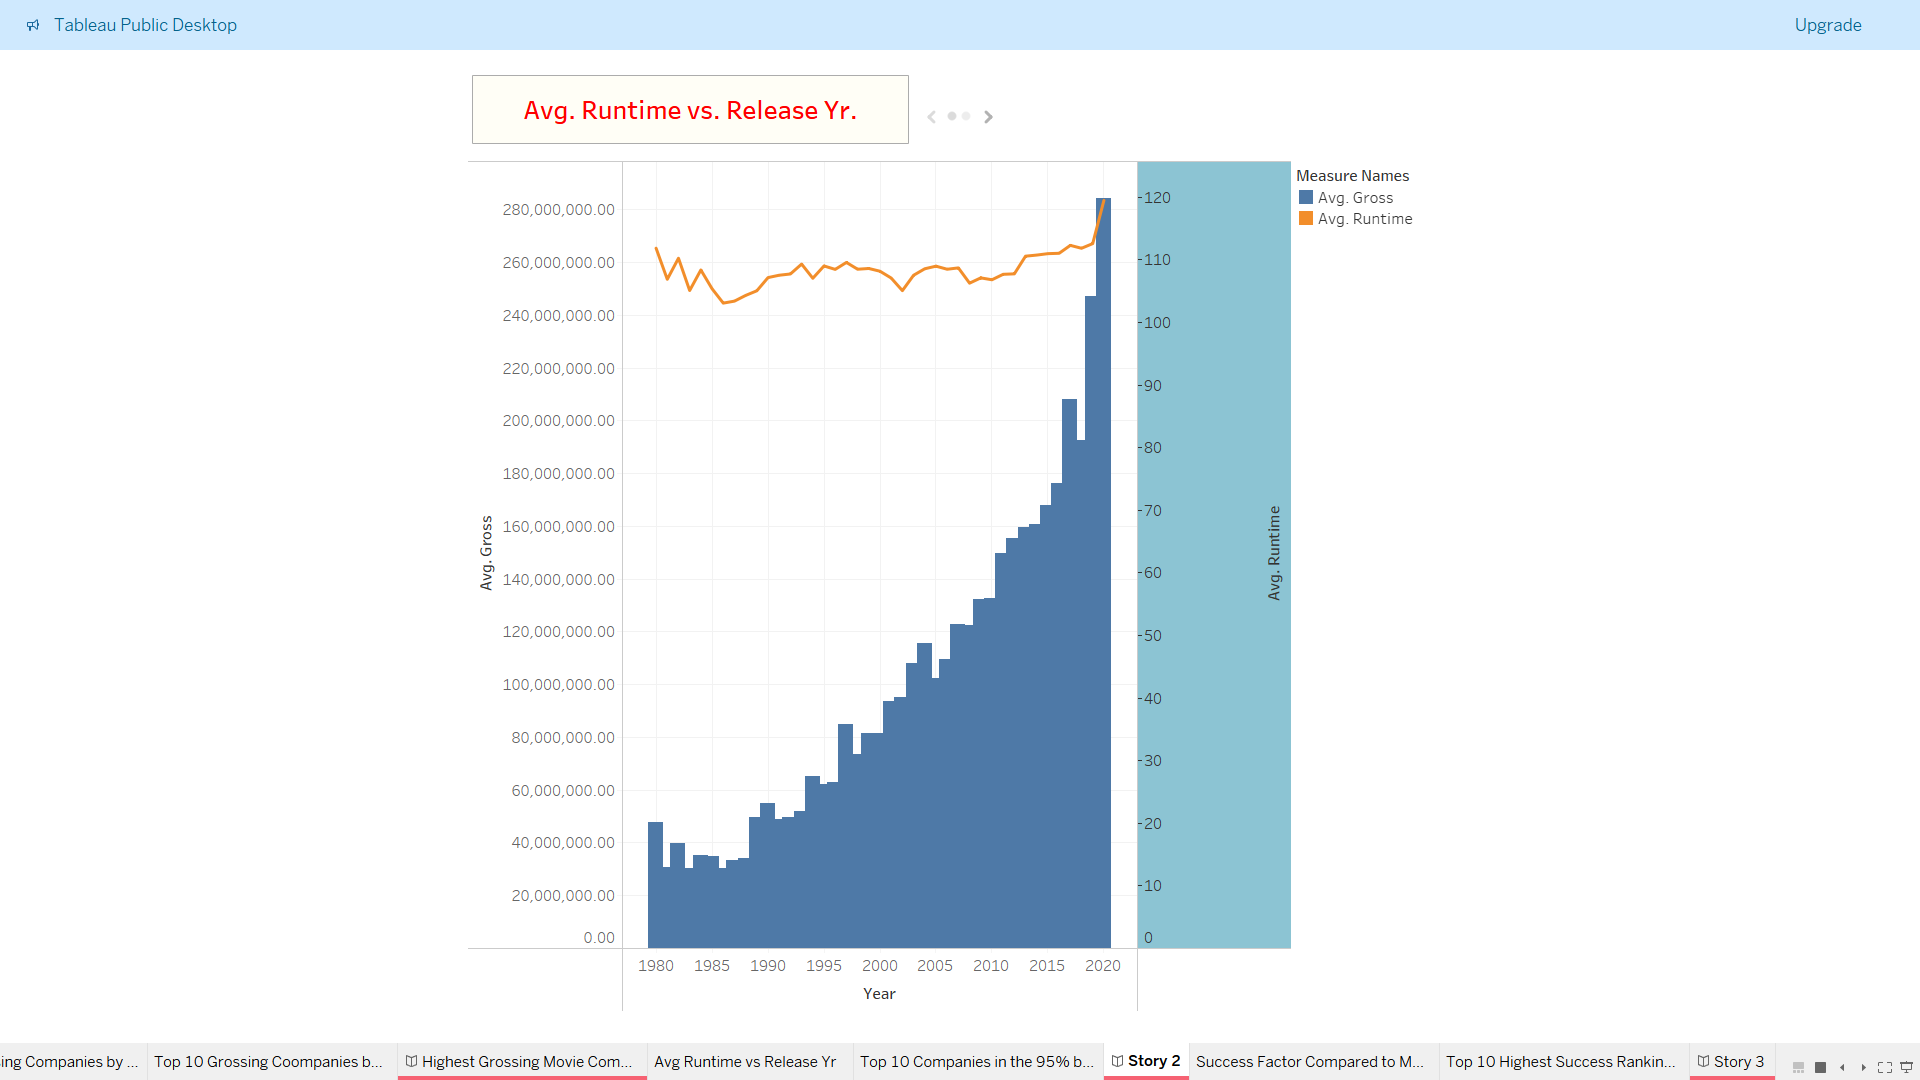 Tableau Public Desktop
Upgrade
Avg. Runtime vs. Release Yr.
Measure Names
Avg. Gross
Avg. Runtime
280,000,000.00
260,000,000.00
240,000,000.00
220,000,000.00
200,000,000.00
180,000,000.00
160,000,000.00
140,000,000.00
120,000,000.00
100,000,000.00
80,000,000.00
60,000,000.00
40,000,000.00
20,000,000.00
0.00
Avg. Gross
120
110
100
90
80
70
60
50
40
30
20
10
0
Avg. Runtime
1980 1985 1990 1995 2000 2005 2010 2015 2020
Year
ing Companies by ... Top 10 Grossing Coompanies b... Highest Grossing Movie Com... Avg Runtime vs Release Yr Top 10 Companies in the 95% b... Story 2 Success Factor Compared to M... Top 10 Highest Success Rankin... Story 3